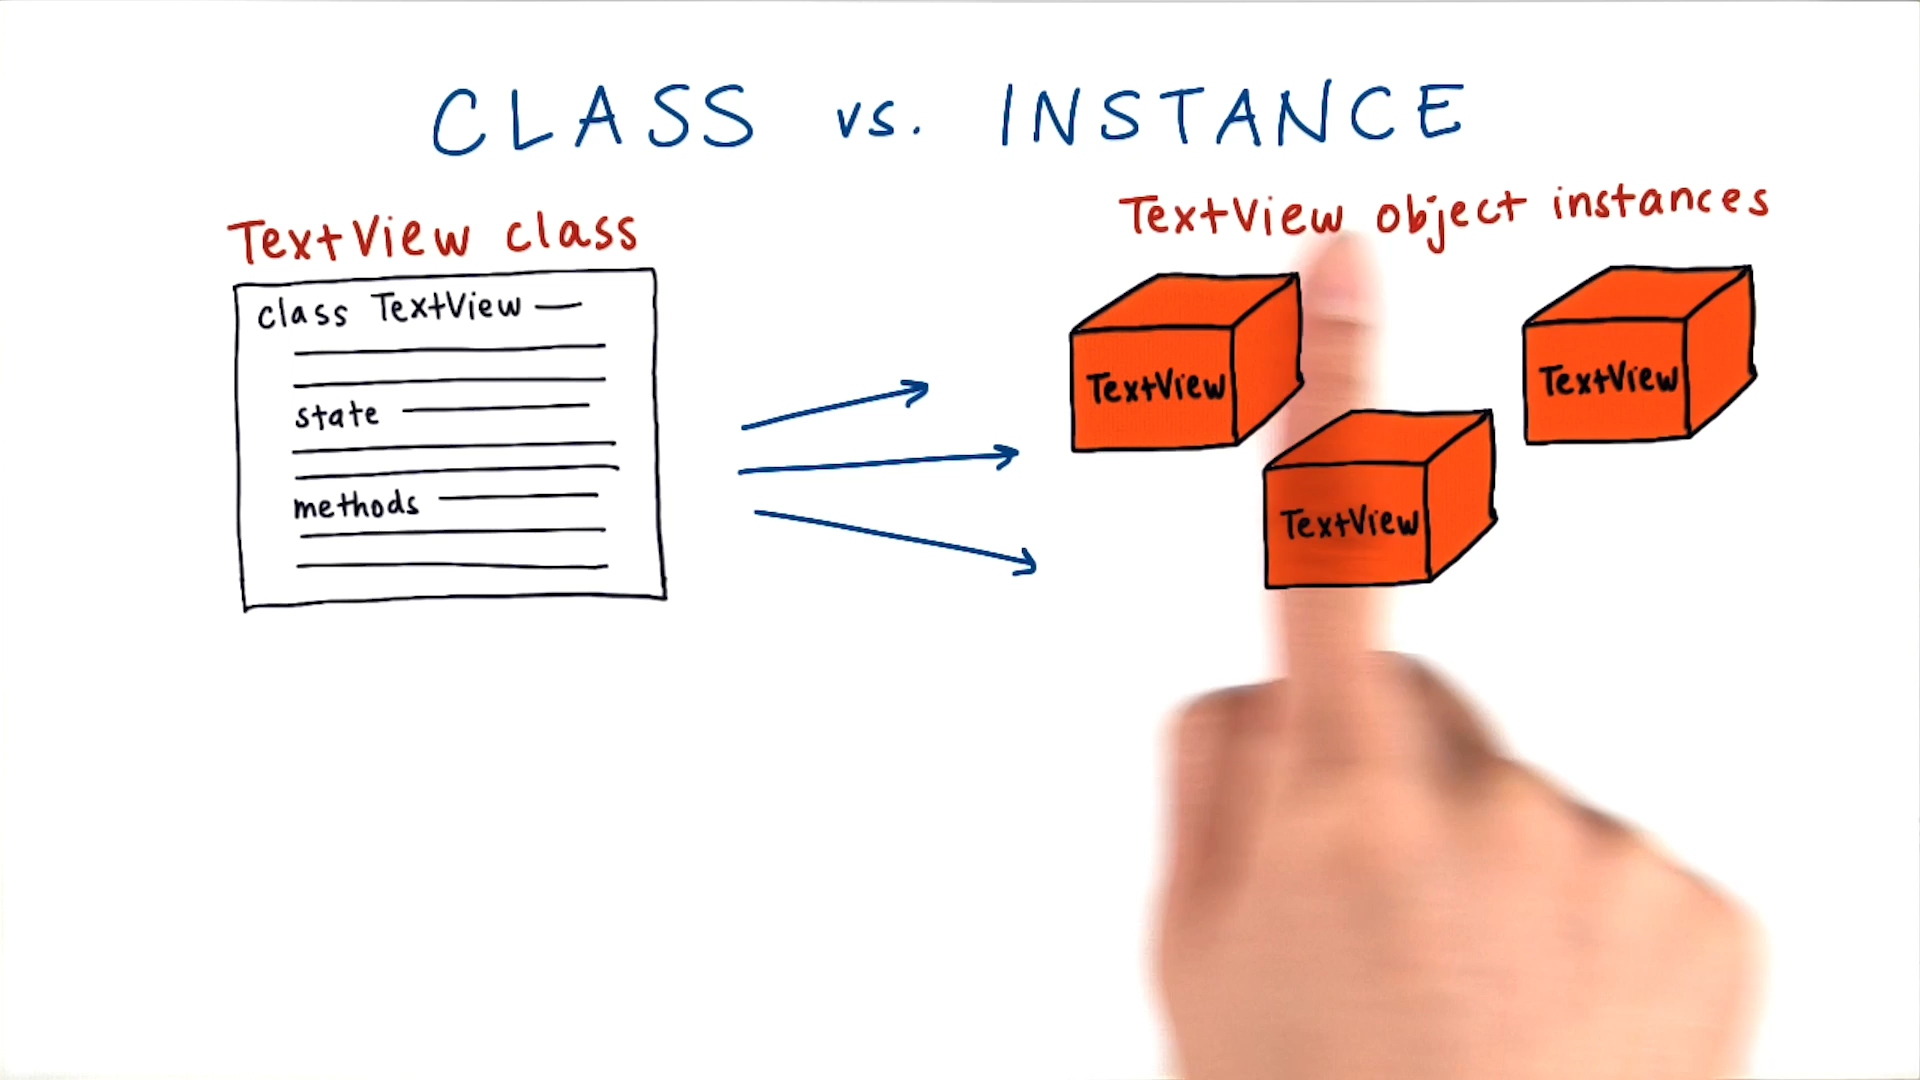 CLASS vs. INSTANCE
TextView class
class TextView
state
methods
TextView object instances
TextView
TextView
TextView